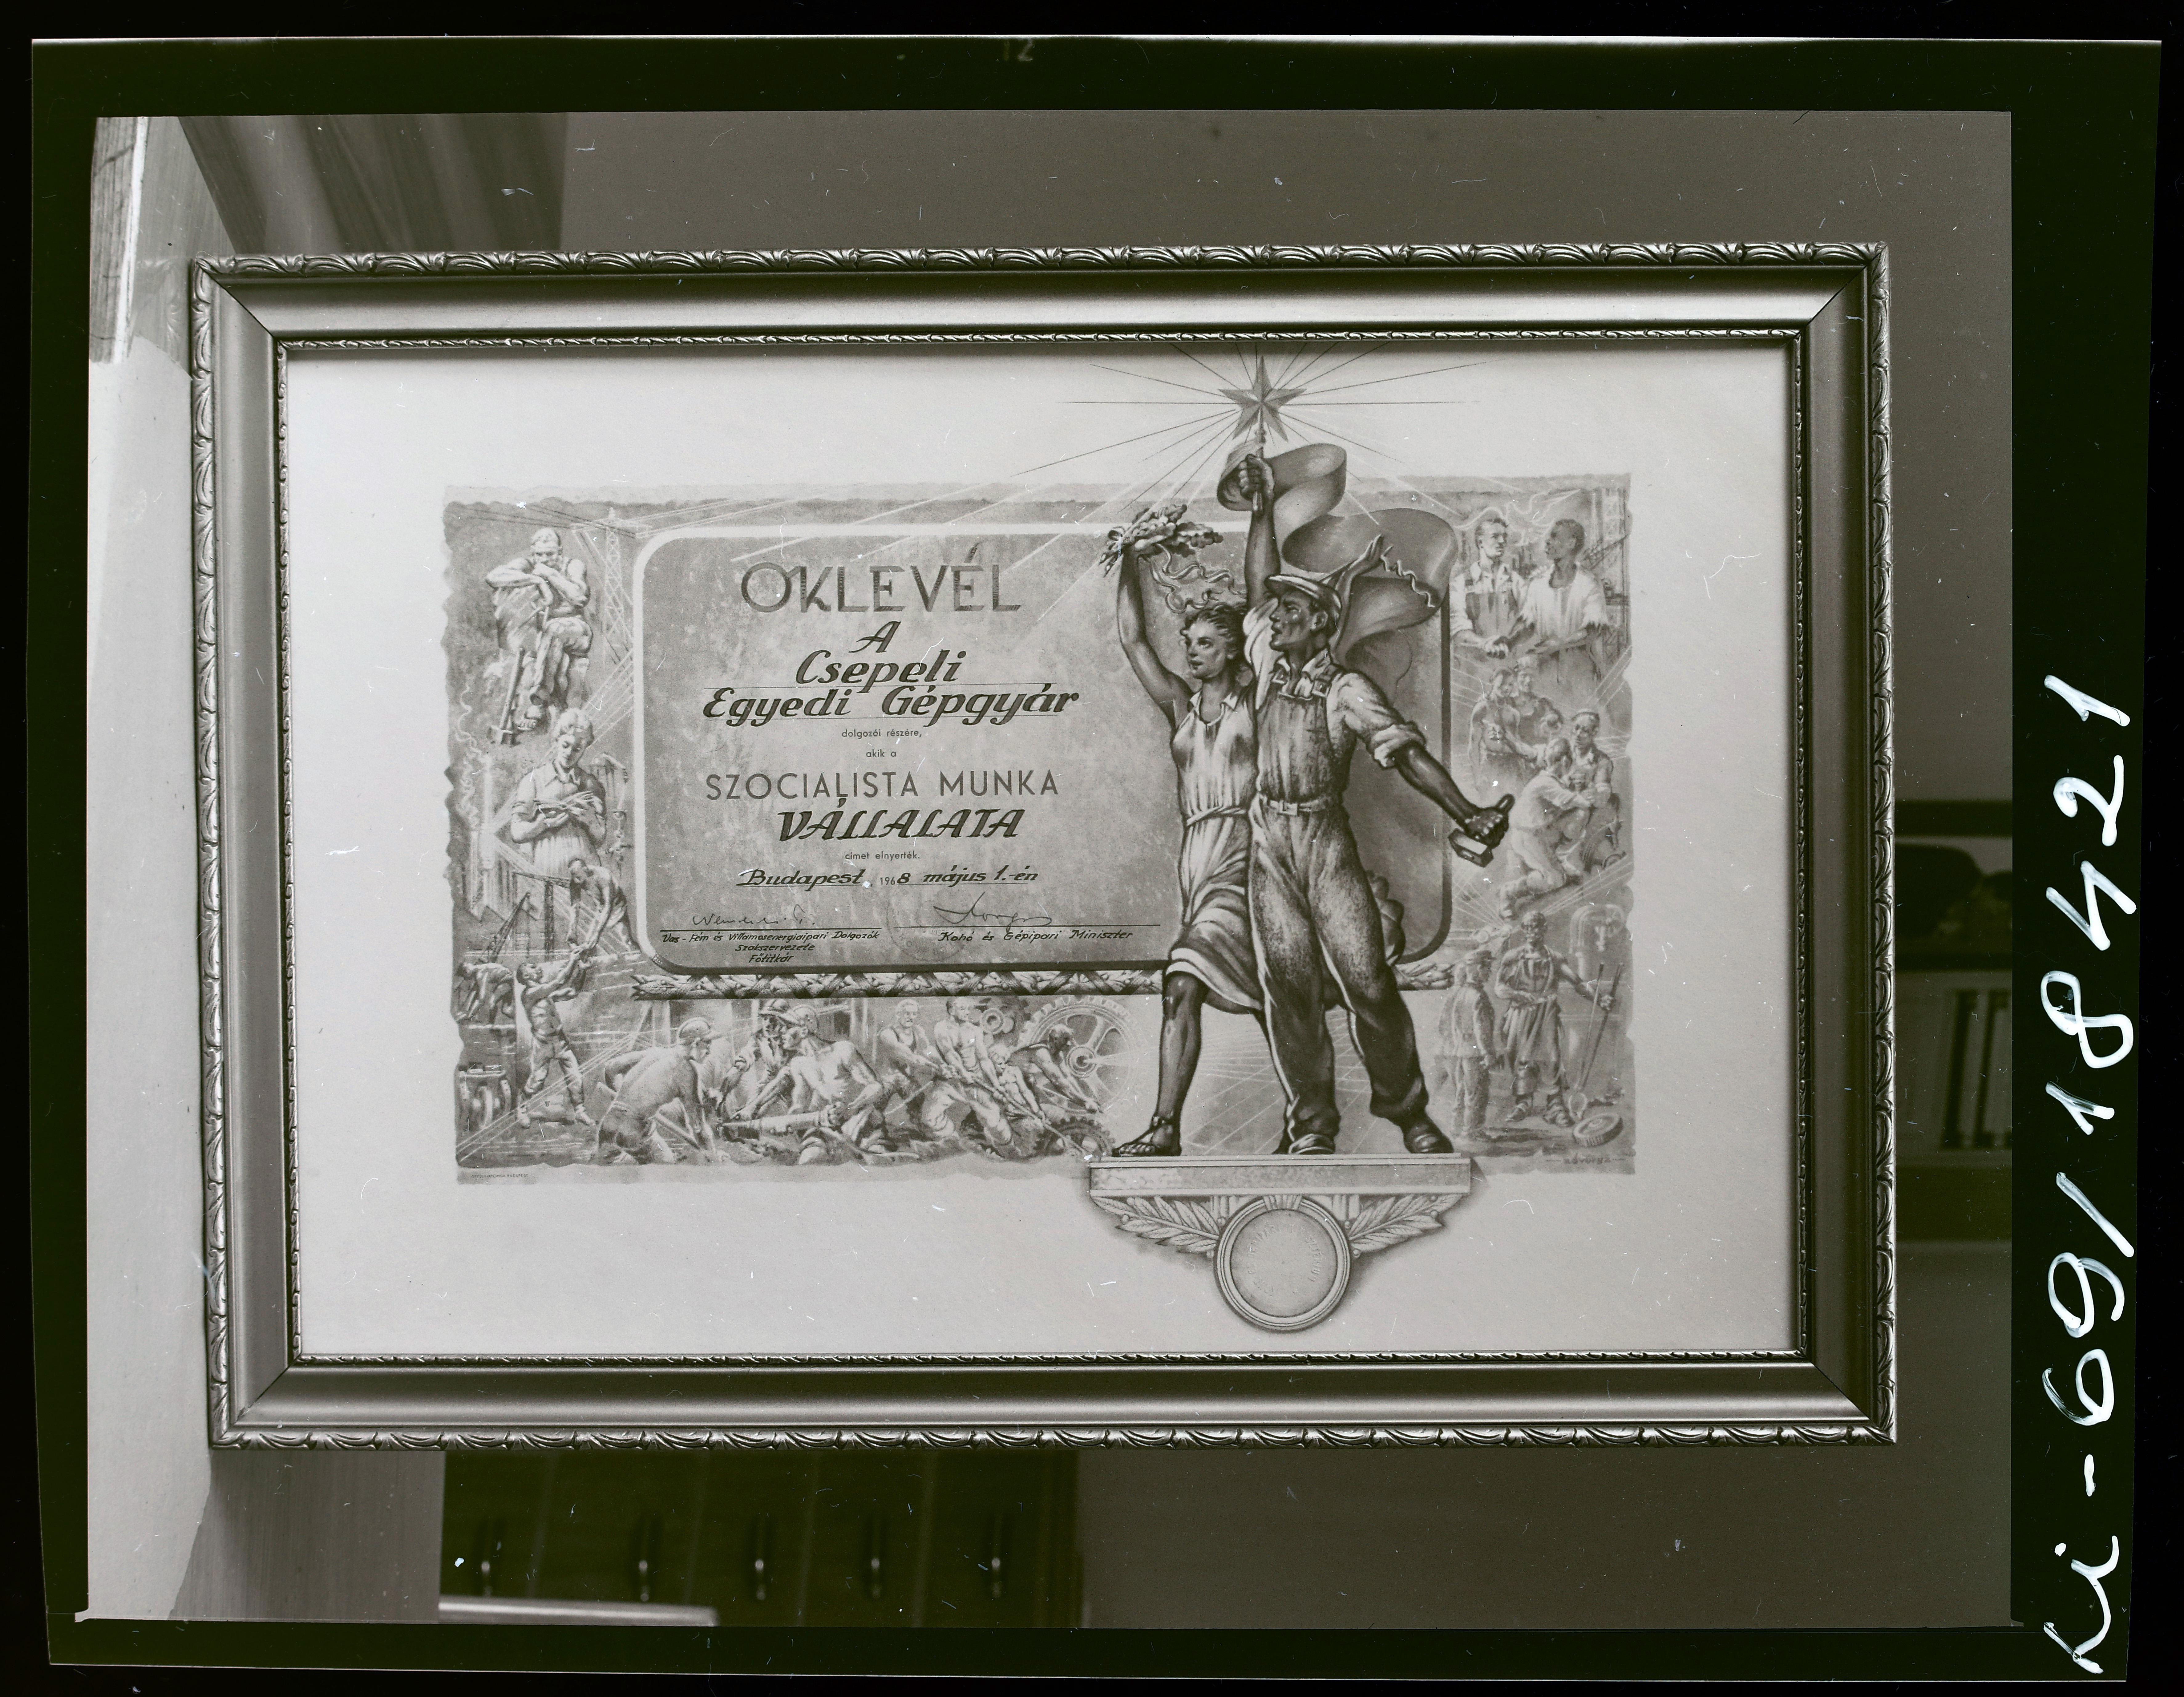 12
OKLEVÉL
A
Csepeli
Egyedi Gépgyár
dolgozói részére,
akik a
SZOCIALISTA MUNKA
VÁLLALATA
címet elnyerték.
Budapest, 1968 május 1.-én
Vas - Fém és Villamosenergiaipari Dolgozók
Szakszervezete
Főtitkár
Kohó és Gépipari Miniszter
Ki-69/18421